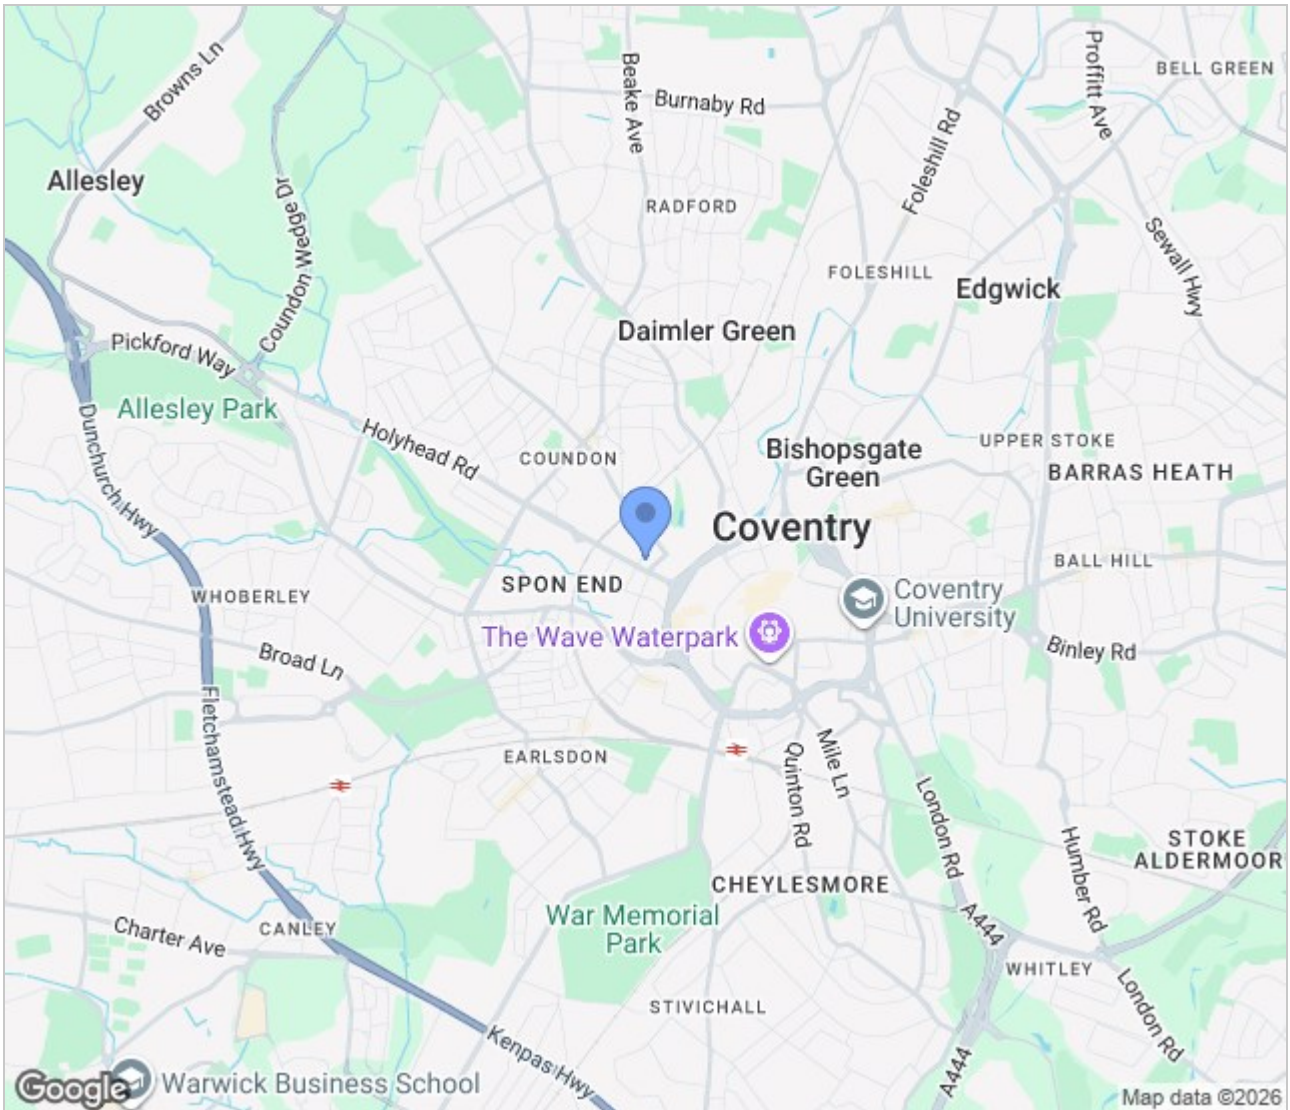 Browns Ln
Beake Ave
Burnaby Rd
Proffitt Ave
BELL GREEN
Allesley
Coundon Wedge Dr
RADFORD
Foleshill Rd
Sewall Hwy
FOLESHILL
Edgwick
Daimler Green
Pickford Way
Allesley Park
Holyhead Rd
COUNDON
Bishopsgate
Green
UPPER STOKE
BARRAS HEATH
Dunchurch Hwy
Coventry
BALL HILL
SPON END
WHOBERLEY
Coventry
University
The Wave Waterpark
Broad Ln
Binley Rd
Fletchamstead Hwy
EARLSDON
Quinton Rd
Mile Ln
London Rd
STOKE
ALDERMOOR
Humber Rd
CHEYLESMORE
War Memorial
Park
A444
Charter Ave
CANLEY
WHITLEY
London Rd
STIVICHALL
Kenpas Hwy
A444
Google
Warwick Business School
Map data ©2026